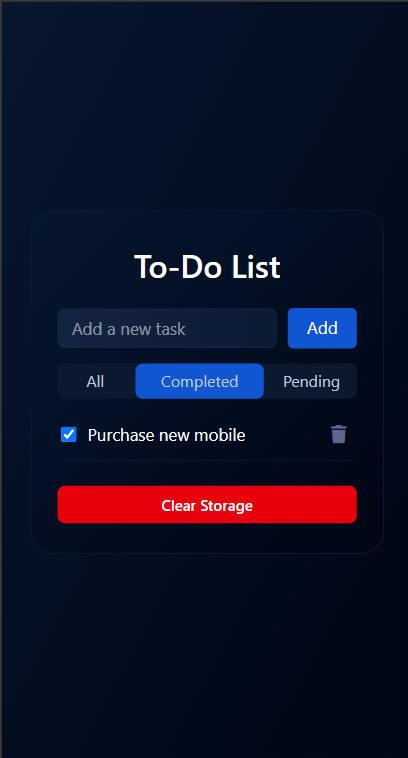 To-Do List
Add a new task Add
All Completed Pending
Purchase new mobile
Clear Storage